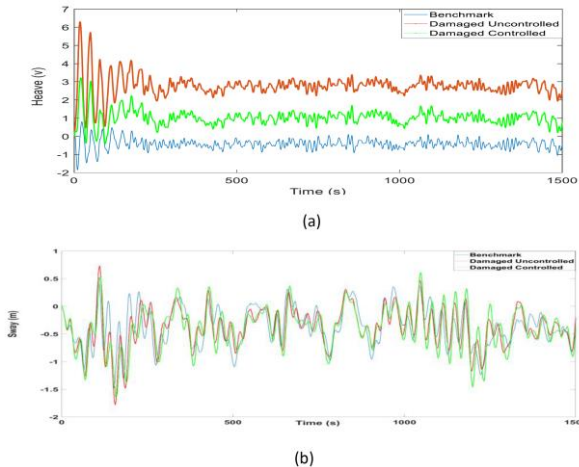 7
6
5
4
3
2
1
0
-1
-2
Heave (v)
Benchmark
Damaged Uncontrolled
Damaged Controlled
0
500
1000
1500
Time (s)
(a)
1
0.5
0
-0.5
-1
-1.5
-2
Sway (m)
Benchmark
Damaged Uncontrolled
Damaged Controlled
0
500
Time (s)
1000
150
(b)